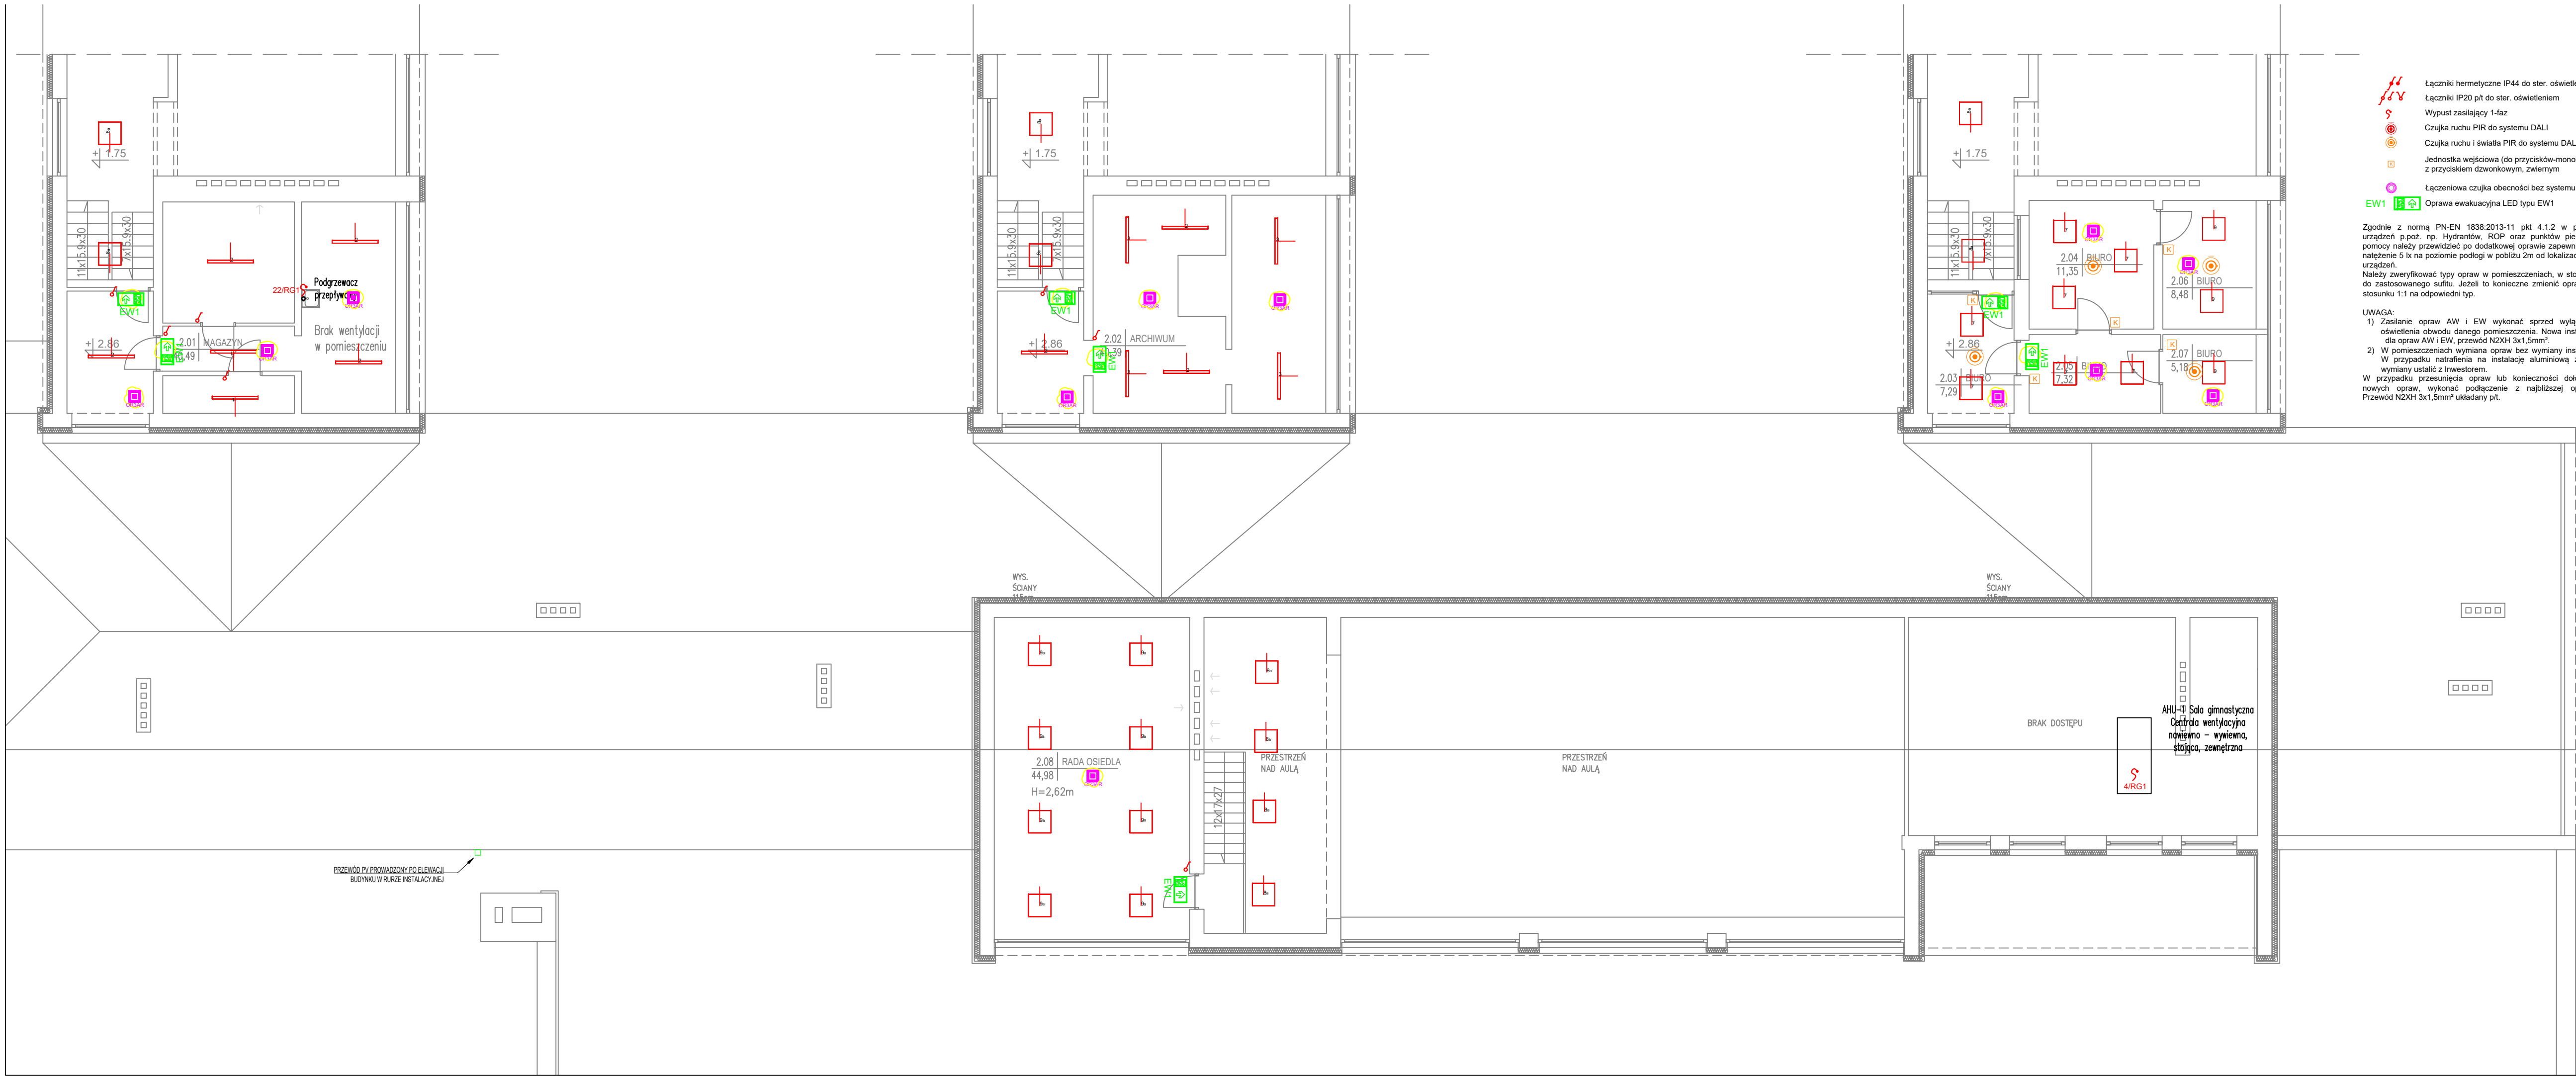 + 1.75
11x15.9x30
7x15.9x30
EW1
+ 2.86
2.01 MAGAZYN
EW1
22/RG1
Podgrzewacz
Brak wentylacji
w pomieszczeniu
+ 1.75
11x15.9x30
7x15.9x30
EW1
+ 2.86
2.02 ARCHIWUM
EW1
+ 1.75
11x15.9x30
7x15.9x30
EW1
+ 2.86
2.03 BIURO
7,29
EW1
2.04 BIURO
11,35
2.05 BIURO
7,32
2.06 BIURO
8,48
2.07 BIURO
5,18
K
K
K
K
K
Łączniki hermetyczne IP44 do ster. oświetle
Łączniki IP20 p/t do ster. oświetleniem
Wypust zasilający 1-faz
Czujka ruchu PIR do systemu DALI
Czujka ruchu i światła PIR do systemu DAL
K Jednostka wejściowa (do przycisków-mono
z przyciskiem dzwonkowym, zwiernym
Łączeniowa czujka obecności bez systemu
EW1 Oprawa ewakuacyjna LED typu EW1
Zgodnie z normą PN-EN 1838:2013-11 pkt 4.1.2 w p
urządzeń p.poż. np. Hydrantów, ROP oraz punktów pie
pomocy należy przewidzieć po dodatkowej oprawie zapewn
natężenie 5 lx na poziomie podłogi w pobliżu 2m od lokalizac
urządzeń.
Należy zweryfikować typy opraw w pomieszczeniach, w sto
do zastosowanego sufitu. Jeżeli to konieczne zmienić opra
stosunku 1:1 na odpowiedni typ.
UWAGA:
1) Zasilanie opraw AW i EW wykonać sprzed wyłą
oświetlenia obwodu danego pomieszczenia. Nowa inst
dla opraw AW i EW, przewód N2XH 3x1,5mm².
2) W pomieszczeniach wymiana opraw bez wymiany ins
W przypadku natrafienia na instalację aluminiową z
wymiany ustalić z Inwestorem.
W przypadku przesunięcia opraw lub konieczności doł
nowych opraw, wykonać podłączenie z najbliższej op
Przewód N2XH 3x1,5mm² układany p/t.
WYS.
ŚCIANY
115cm
WYS.
ŚCIANY
115cm
2.08 RADA OSIEDLA
44,98
H=2,62m
EW1
12x17x27
PRZESTRZEŃ
NAD AULĄ
PRZESTRZEŃ
NAD AULĄ
BRAK DOSTĘPU
AHU-1 Sala gimnastyczna
Centrala wentylacyjna
nawiewno - wywiewna,
stojąca, zewnętrzna
4/RG1
PRZEWÓD PV PROWADZONY PO ELEWACJI
BUDYNKU W RURZE INSTALACYJNEJ